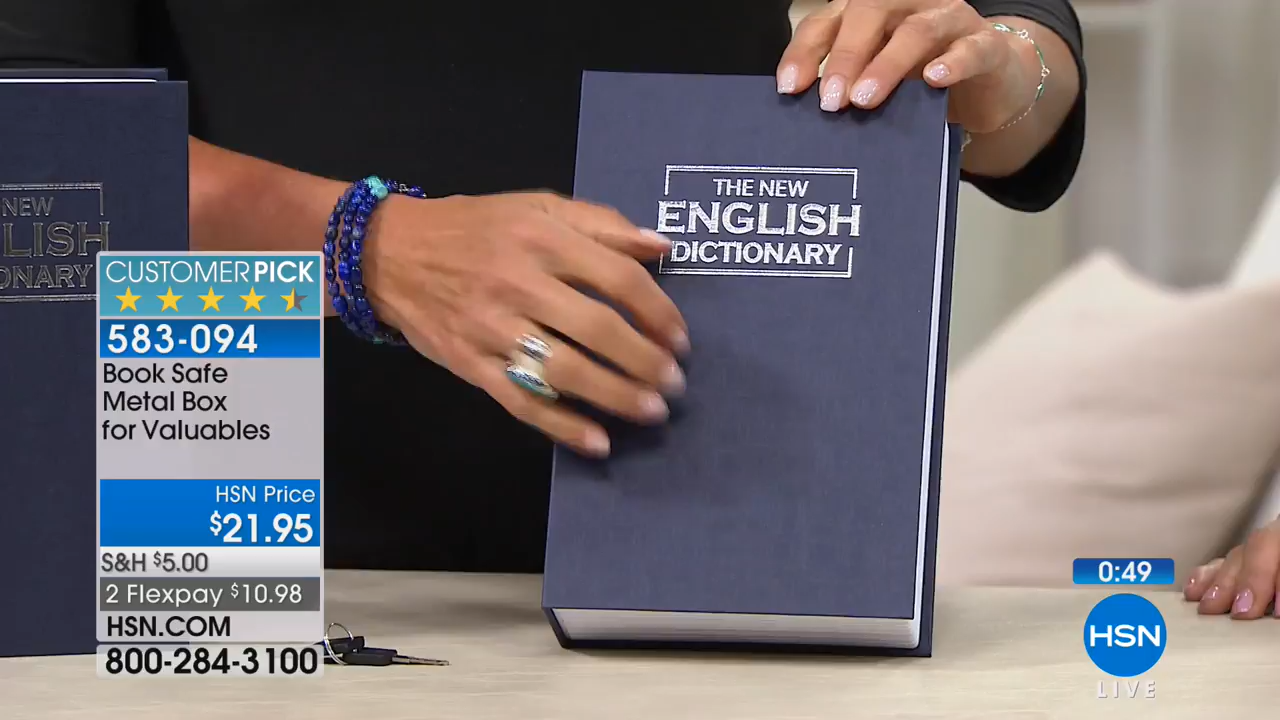 THE NEW
ENGLISH
DICTIONARY
NEW
LISH
ONARY
CUSTOMER PICK
583-094
Book Safe
Metal Box
for Valuables
HSN Price
$21.95
S&H $5.00
2 Flexpay $10.98
HSN.COM
800-284-3100
0:49
HSN
LIVE